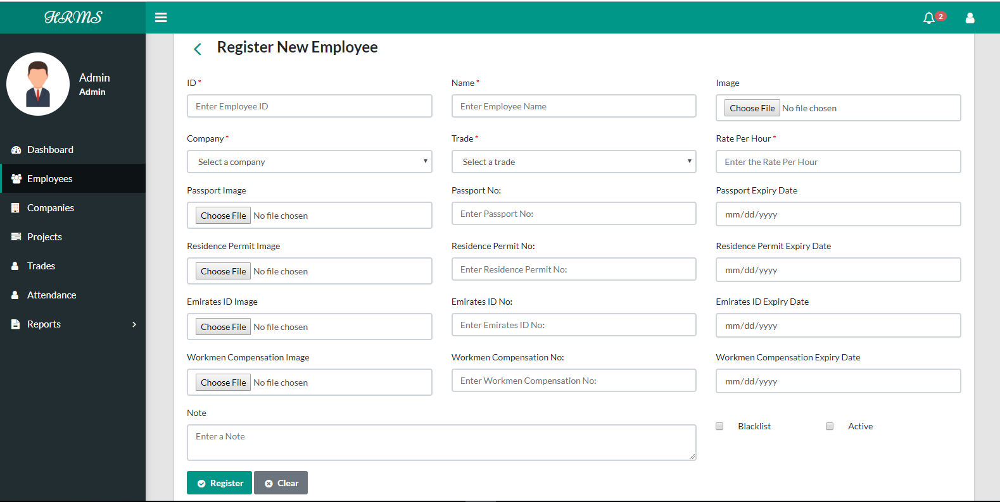 HRMS
2
Admin
Admin
Dashboard
Employees
Companies
Projects
Trades
Attendance
Reports
Register New Employee
ID *
Name *
Image
Enter Employee ID
Enter Employee Name
Choose File No file chosen
Company *
Trade *
Rate Per Hour *
Select a company
Select a trade
Enter the Rate Per Hour
Passport Image
Passport No:
Passport Expiry Date
Choose File No file chosen
Enter Passport No:
mm/dd/yyyy
Residence Permit Image
Residence Permit No:
Residence Permit Expiry Date
Choose File No file chosen
Enter Residence Permit No:
mm/dd/yyyy
Emirates ID Image
Emirates ID No:
Emirates ID Expiry Date
Choose File No file chosen
Enter Emirates ID No:
mm/dd/yyyy
Workmen Compensation Image
Workmen Compensation No:
Workmen Compensation Expiry Date
Choose File No file chosen
Enter Workmen Compensation No:
mm/dd/yyyy
Note
Enter a Note
Blacklist
Active
Register
Clear